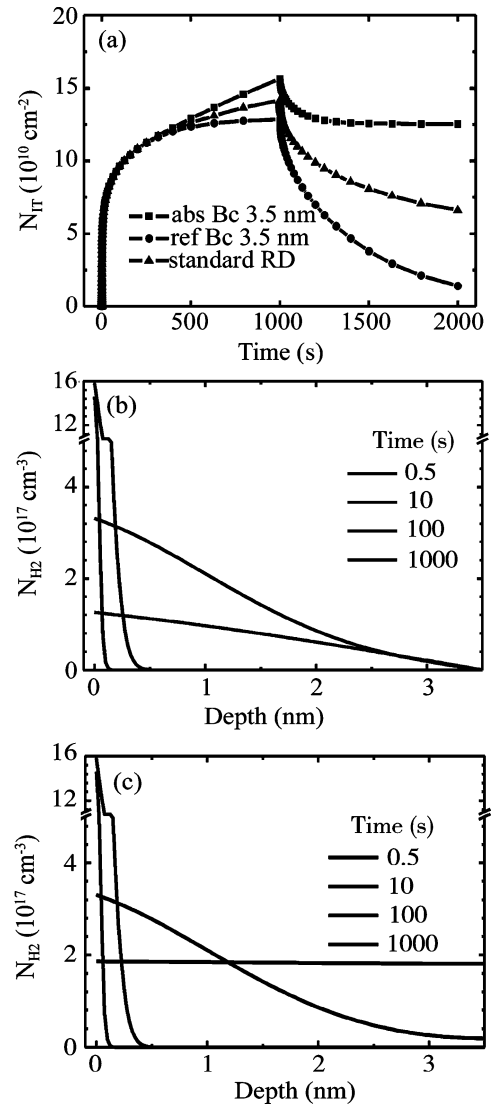 (a)
N_IT (10^10 cm^-2)
20
15
10
5
0
abs Bc 3.5 nm
ref Bc 3.5 nm
standard RD
0 500 1000 1500 2000
Time (s)
(b)
N_H2 (10^17 cm^-3)
16
12
4
2
0
Time (s)
0.5
10
100
1000
0 1 2 3
Depth (nm)
(c)
N_H2 (10^17 cm^-3)
16
12
4
2
0
Time (s)
0.5
10
100
1000
0 1 2 3
Depth (nm)